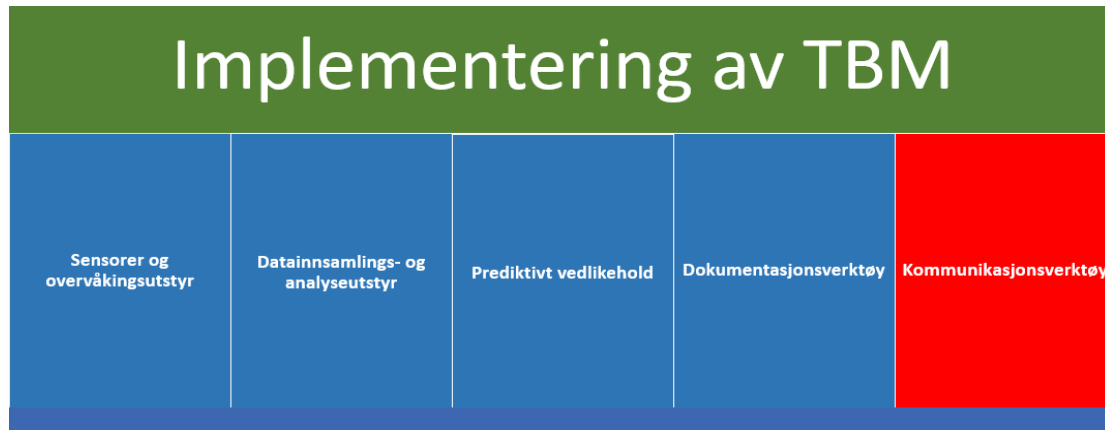 Implementering av TBM
Sensorer og
overvåkingsutstyr
Datainnsamlings- og
analyseutstyr
Prediktivt vedlikehold
Dokumentasjonsverktøy
Kommunikasjonsverktøy